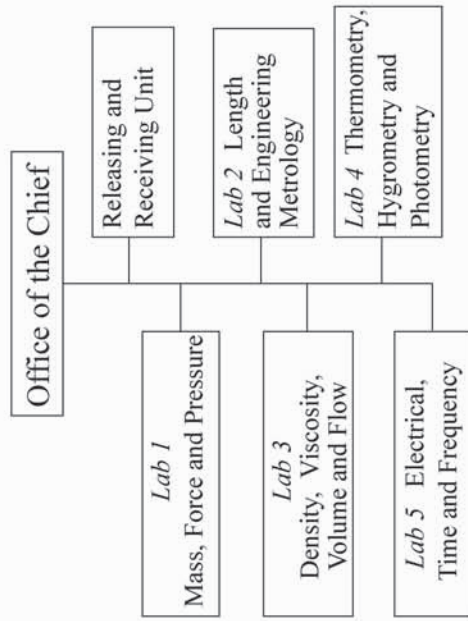 Office of the Chief
Releasing and
Receiving Unit
Lab 1
Mass, Force and Pressure
Lab 2 Length
and Engineering
Metrology
Lab 3
Density, Viscosity,
Volume and Flow
Lab 4 Thermometry,
Hygrometry and
Photometry
Lab 5 Electrical,
Time and Frequency